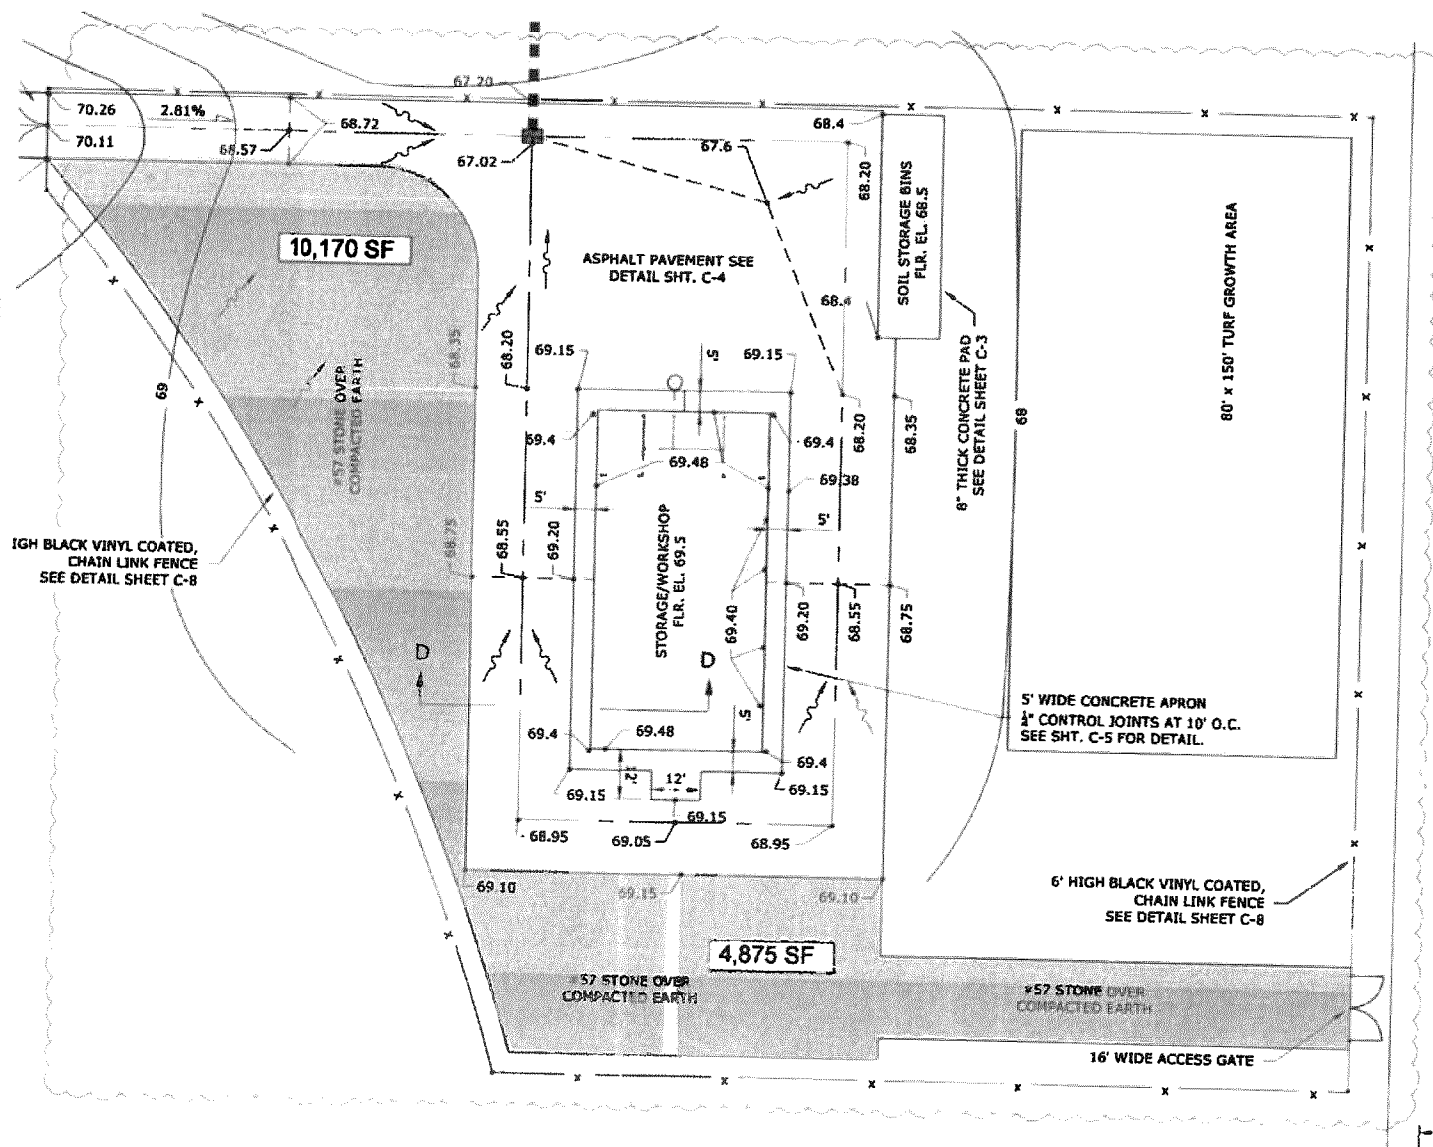 67.20
70.26
2.81%
68.72
68.4
70.11
68.57
67.02
67.6
68.20
SOIL STORAGE BINS
FLR. EL. 68.5
80' x 150' TURF GROWTH AREA
10,170 SF
ASPHALT PAVEMENT SEE
DETAIL SHT. C-4
68.4
68.35
68.20
69.15
5'
69.15
8" THICK CONCRETE PAD
SEE DETAIL SHEET C-3
69
#57 STONE OVER
COMPACTED EARTH
68
69.4
69.4
68.20
68.35
69.48
69.38
5'
5'
68.75
68.55
69.20
STORAGE/WORKSHOP
FLR. EL. 69.5
IGH BLACK VINYL COATED,
CHAIN LINK FENCE
SEE DETAIL SHEET C-8
69.40
69.20
68.55
68.75
D
D
5' WIDE CONCRETE APRON
½" CONTROL JOINTS AT 10' O.C.
SEE SHT. C-5 FOR DETAIL.
5'
69.4
69.48
69.4
12'
69.15
69.15
69.15
68.95
69.05
68.95
69.10
69.15
69.10
6' HIGH BLACK VINYL COATED,
CHAIN LINK FENCE
SEE DETAIL SHEET C-8
4,875 SF
#57 STONE OVER
COMPACTED EARTH
#57 STONE OVER
COMPACTED EARTH
16' WIDE ACCESS GATE